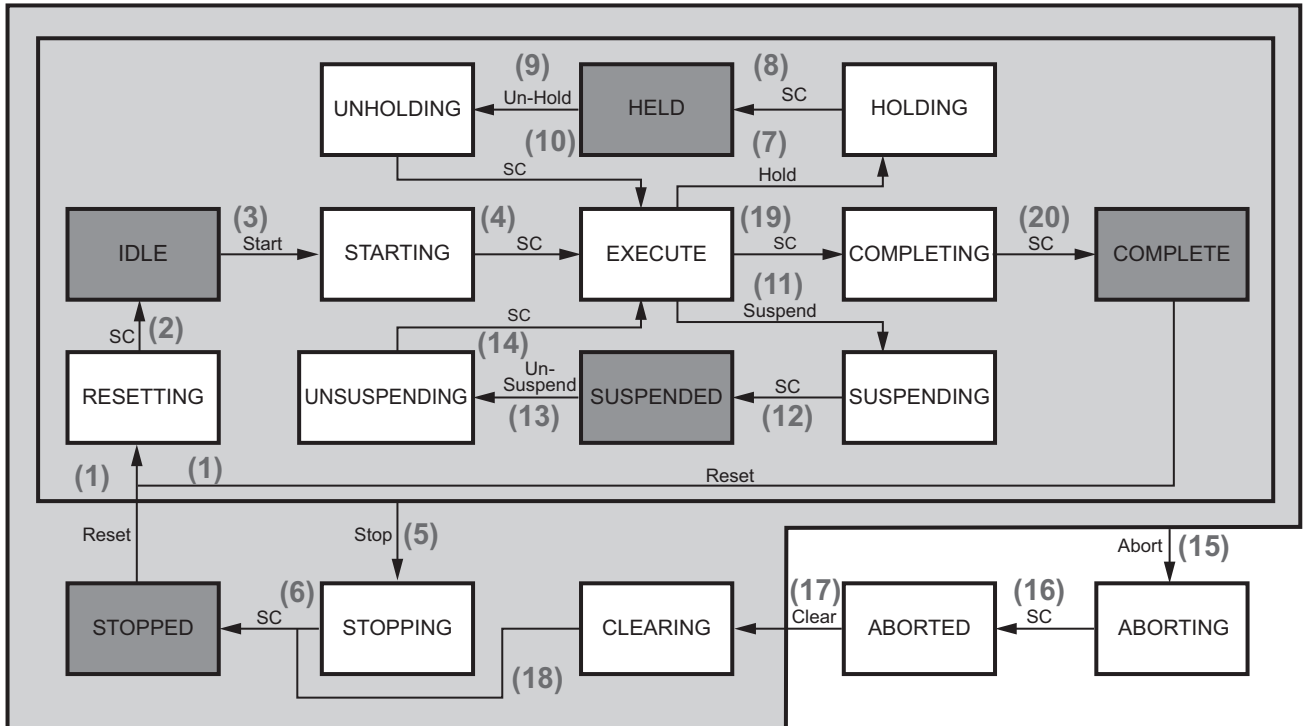 (9)
(8)
UNHOLDING
Un-Hold
HELD
SC
HOLDING
(10)
(7)
SC
Hold
(3)
(4)
(19)
(20)
IDLE
Start
STARTING
SC
EXECUTE
SC
COMPLETING
SC
COMPLETE
(11)
Suspend
SC
(2)
SC
(14)
RESETTING
UNSUSPENDING
Un-
Suspend
SUSPENDED
SC
SUSPENDING
(13)
(12)
(1)
(1)
Reset
Reset
Stop
(5)
Abort
(15)
(6)
(17)
(16)
STOPPED
SC
STOPPING
CLEARING
Clear
ABORTED
SC
ABORTING
(18)